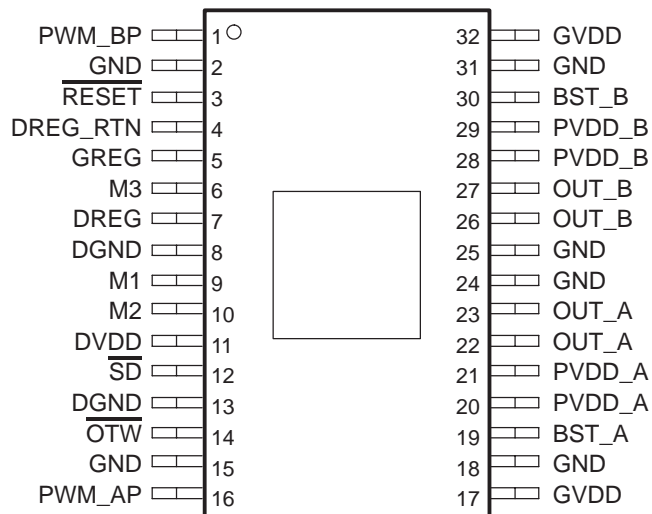 PWM_BP 1 32 GVDD
GND 2 31 GND
RESET 3 30 BST_B
DREG_RTN 4 29 PVDD_B
GREG 5 28 PVDD_B
M3 6 27 OUT_B
DREG 7 26 OUT_B
DGND 8 25 GND
M1 9 24 GND
M2 10 23 OUT_A
DVDD 11 22 OUT_A
SD 12 21 PVDD_A
DGND 13 20 PVDD_A
OTW 14 19 BST_A
GND 15 18 GND
PWM_AP 16 17 GVDD